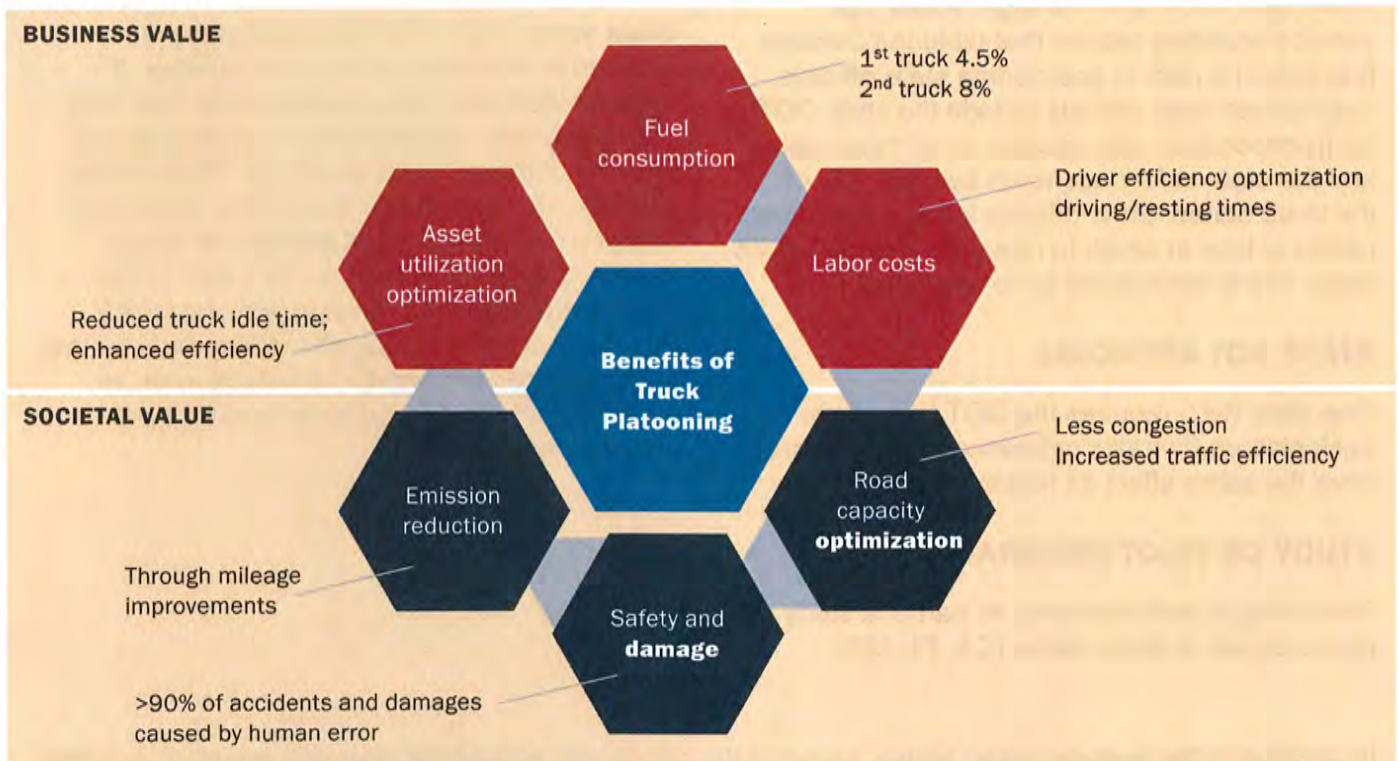 BUSINESS VALUE
1st truck 4.5%
2nd truck 8%
Fuel
consumption
Driver efficiency optimization
driving/resting times
Labor costs
Asset
utilization
optimization
Reduced truck idle time;
enhanced efficiency
Benefits of
Truck
Platooning
SOCIETAL VALUE
Less congestion
Increased traffic efficiency
Road
capacity
optimization
Emission
reduction
Through mileage
improvements
Safety and
damage
>90% of accidents and damages
caused by human error